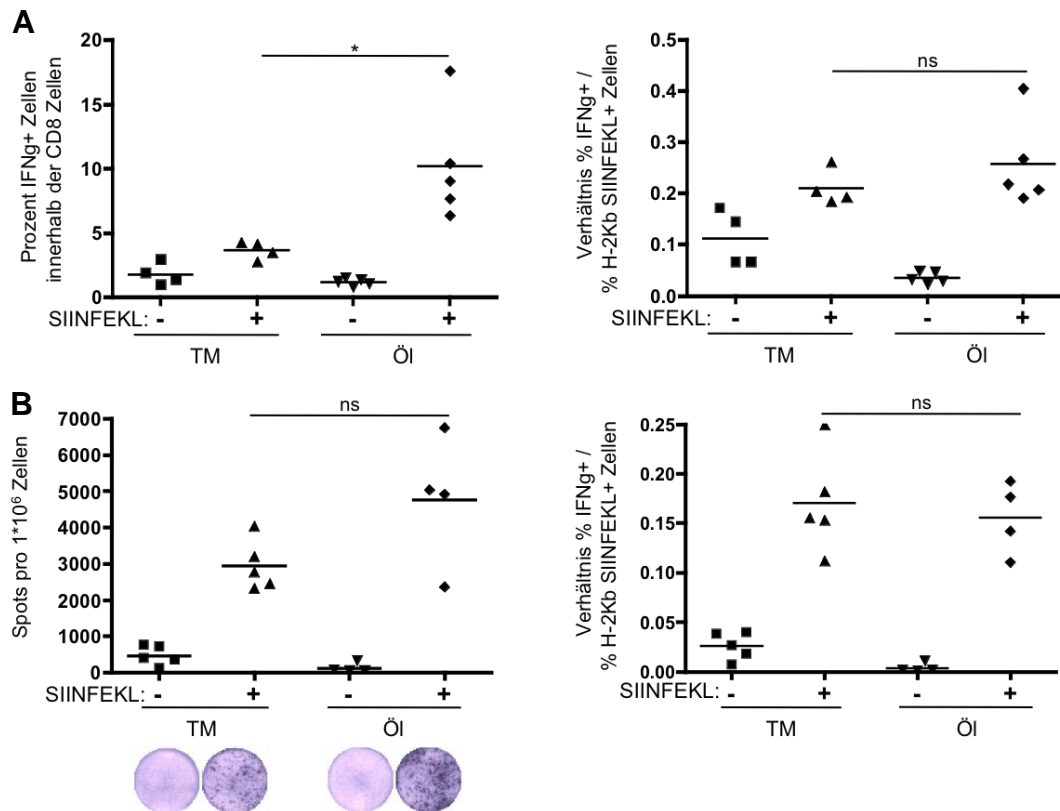 A
Prozent IFNg+ Zellen
innerhalb der CD8 Zellen
20
15
10
5
0
*
SIINFEKL: - + - +
TM Öl
Verhältnis % IFNg+ /
% H-2Kb SIINFEKL+ Zellen
0.5
0.4
0.3
0.2
0.1
0.0
ns
SIINFEKL: - + - +
TM Öl
B
Spots pro 1*10⁶ Zellen
7000
6000
5000
4000
3000
2000
1000
0
ns
SIINFEKL: - + - +
TM Öl
Verhältnis % IFNg+ /
% H-2Kb SIINFEKL+ Zellen
0.25
0.20
0.15
0.10
0.05
0.00
ns
SIINFEKL: - + - +
TM Öl